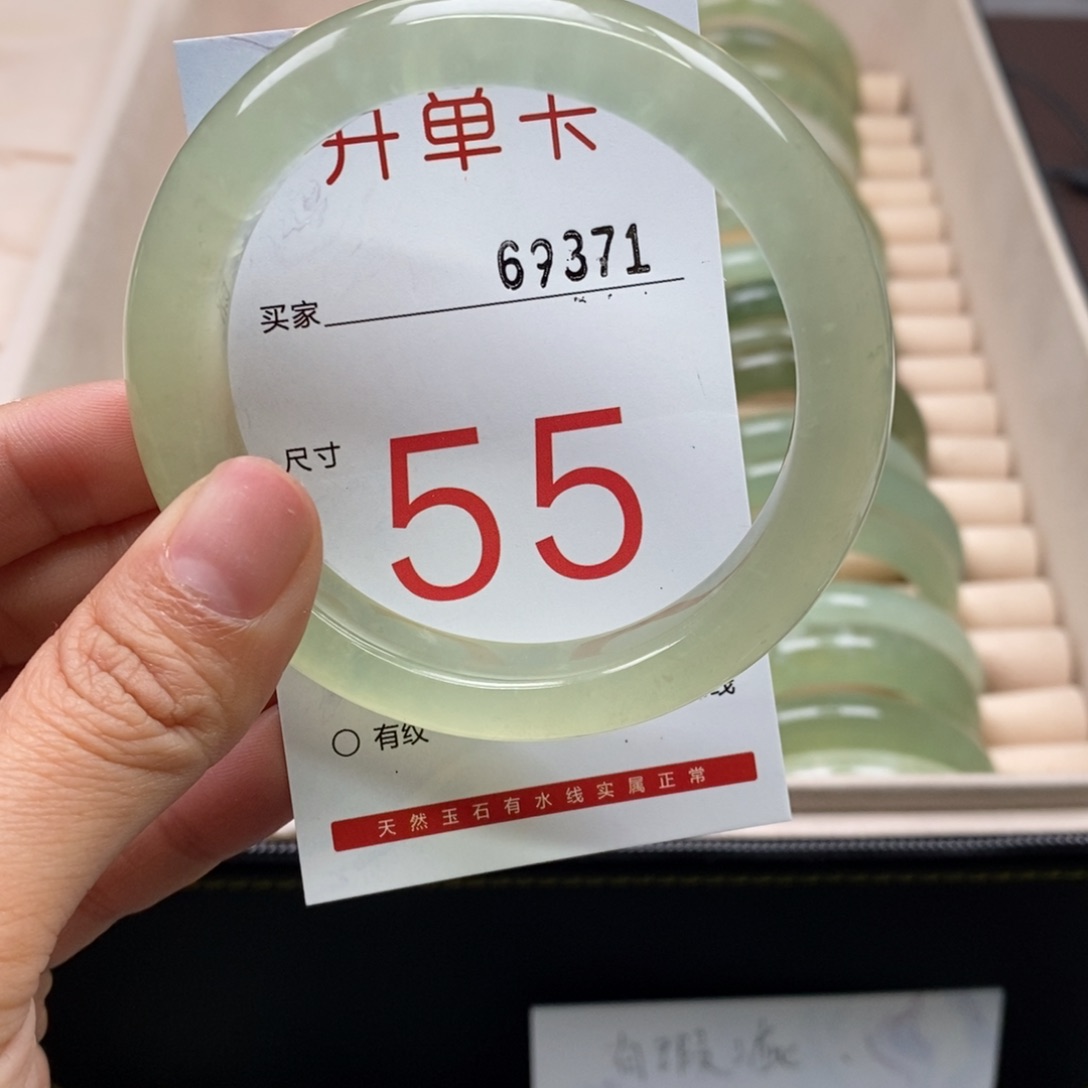 开单卡
69371
买家
尺寸 55
有纹
线
天然玉石有水线实属正常